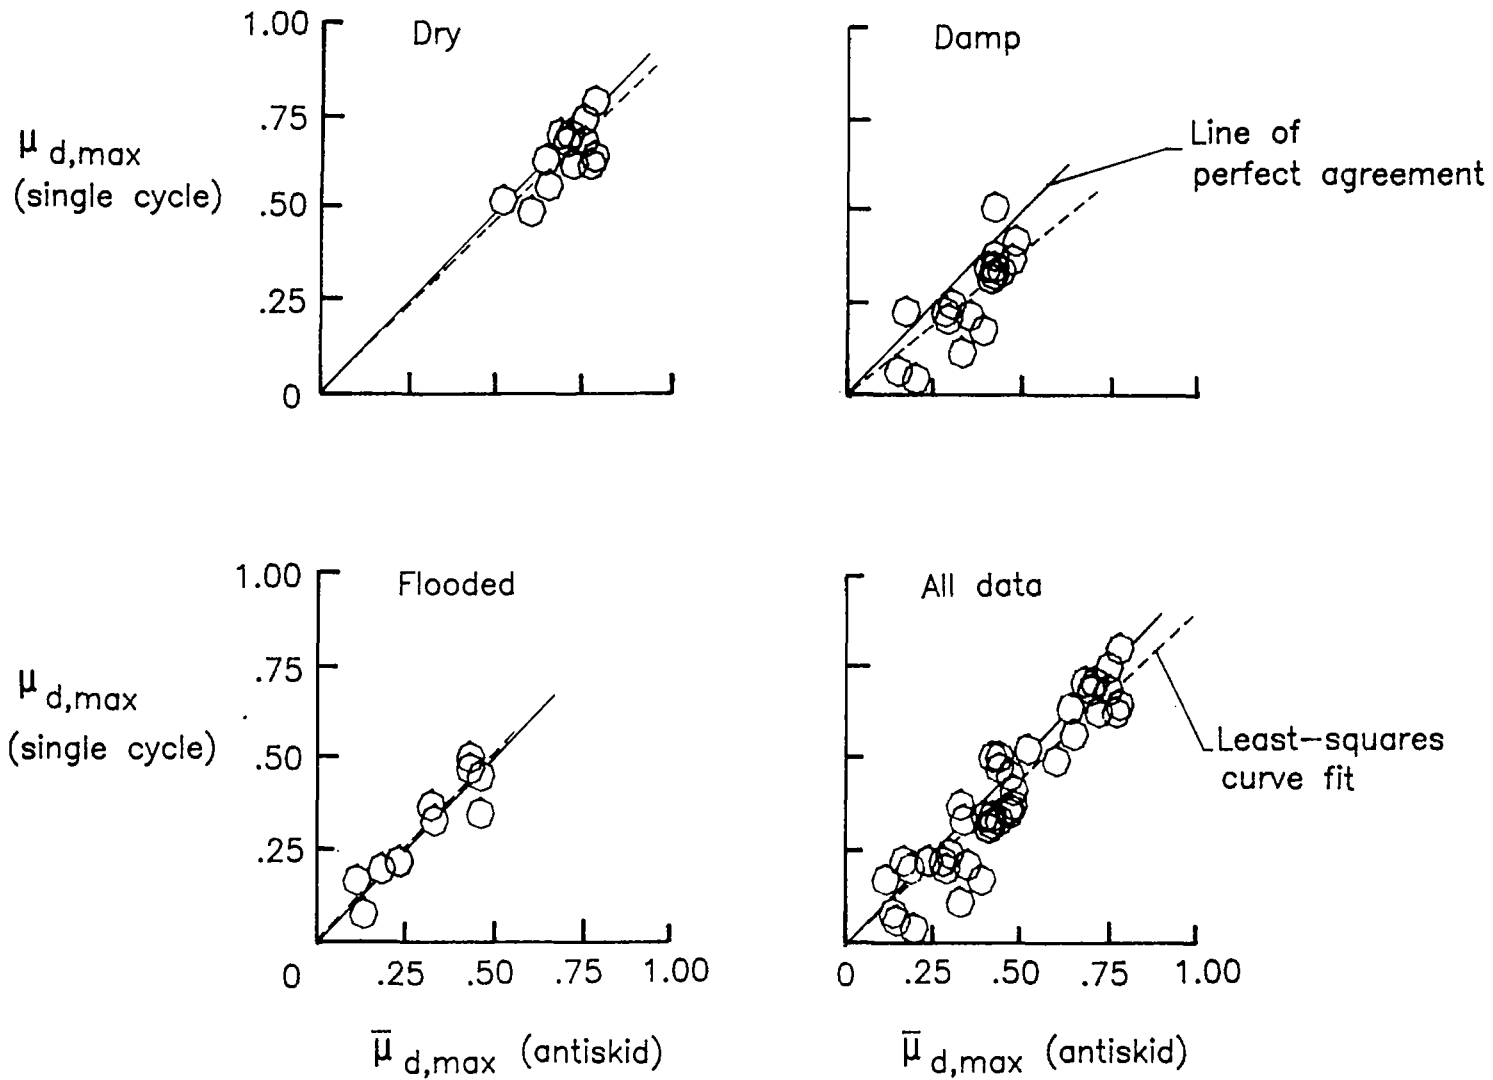 1.00
.75
.50
.25
0
μ d,max
(single cycle)
Dry
Damp
Line of
perfect agreement
1.00
.75
.50
.25
μ d,max
(single cycle)
Flooded
0 .25 .50 .75 1.00
μ̅ d,max (antiskid)
All data
Least-squares
curve fit
0 .25 .50 .75 1.00
μ̅ d,max (antiskid)